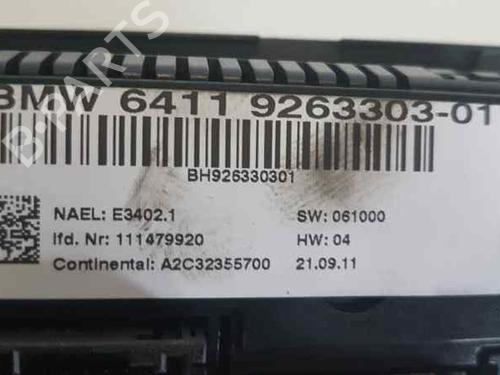 BMW 6411 9263303-01
BH926330301
NAEL: E3402.1 SW: 061000
lfd. Nr: 111479920 HW: 04
Continental: A2C32355700 21.09.11
B-PARTS